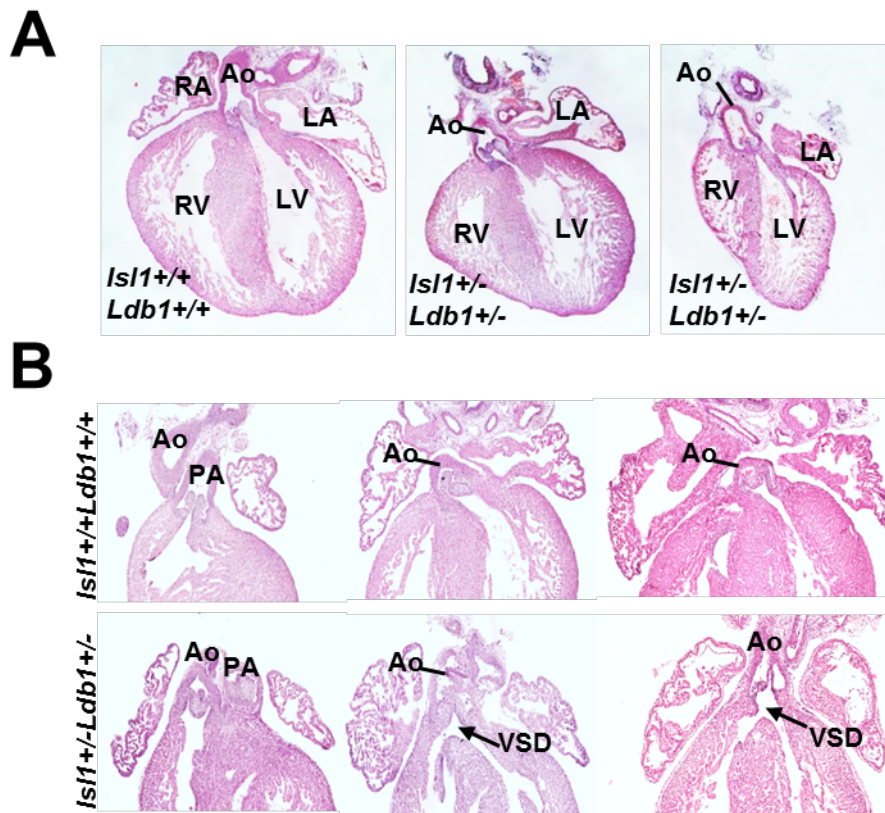 A
RA
Ao
LA
RV
LV
Isl1+/+
Ldb1+/+
Ao
LA
RV
LV
Isl1+/-
Ldb1+/-
Ao
LA
RV
LV
Isl1+/-
Ldb1+/-
B
Isl1+/+Ldb1+/+
Ao
PA
Ao
Ao
Isl1+/-Ldb1+/-
Ao
PA
Ao
VSD
Ao
VSD